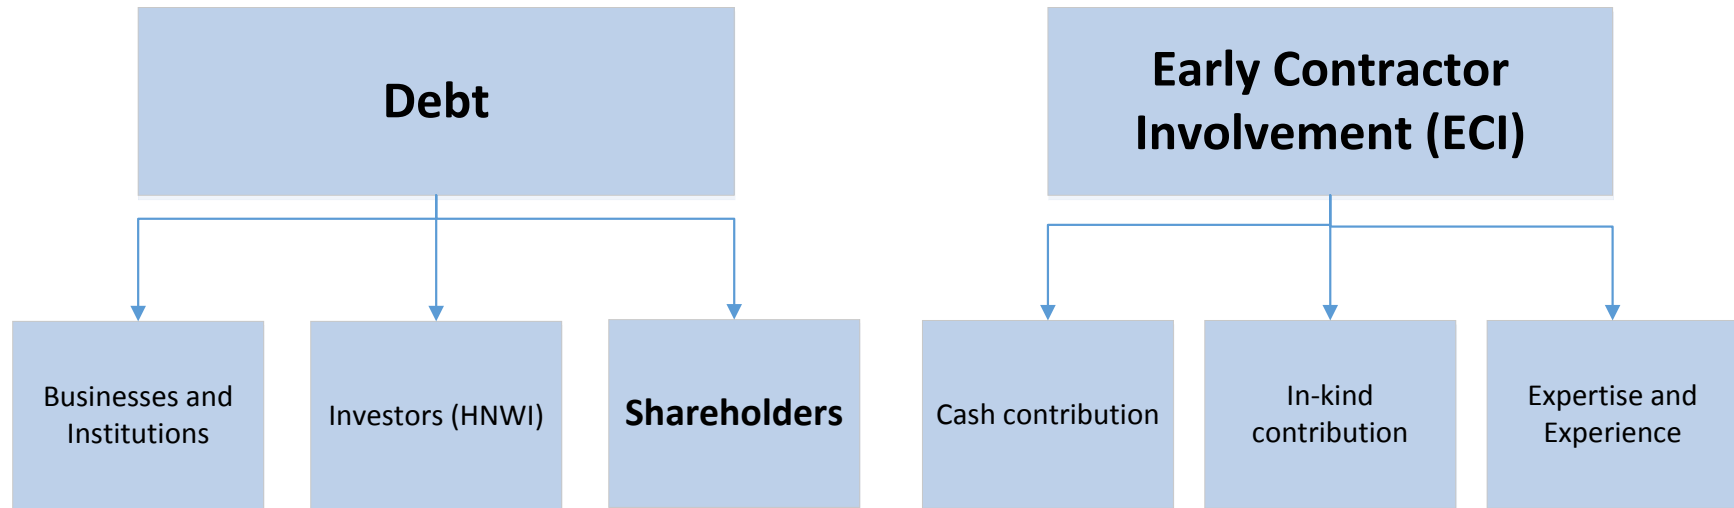 Debt
Early Contractor
Involvement (ECI)
Businesses and
Institutions
Investors (HNWI)
Shareholders
Cash contribution
In-kind
contribution
Expertise and
Experience